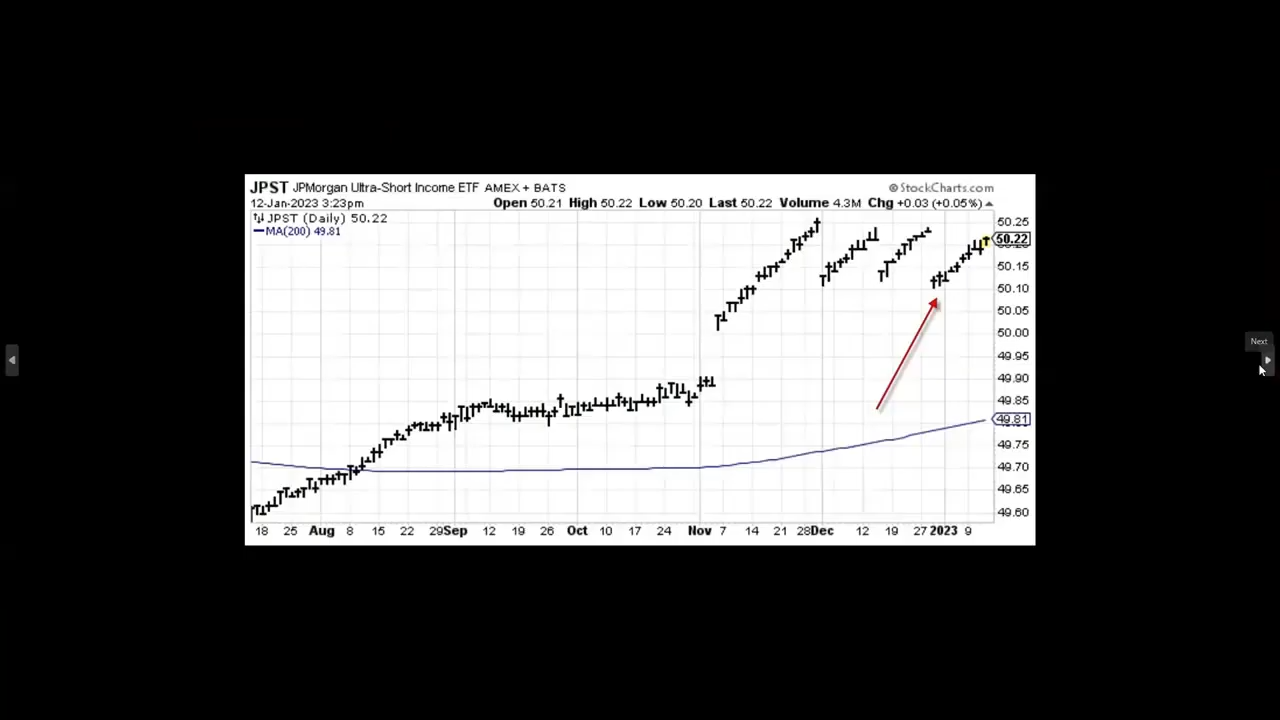 JPST JPMorgan Ultra-Short Income ETF AMEX + BATS
© StockCharts.com
12-Jan-2023 3:23pm
Open 50.21 High 50.22 Low 50.20 Last 50.22 Volume 4.3M Chg +0.03 (+0.05%)
JPST (Daily) 50.22
MA(200) 49.81
50.25
50.22
50.15
50.10
50.05
50.00
49.95
49.90
49.85
49.81
49.75
49.70
49.65
49.60
18 25 Aug 8 15 22 29 Sep 12 19 26 Oct 10 17 24 Nov 7 14 21 28 Dec 12 19 27 2023 9
Next